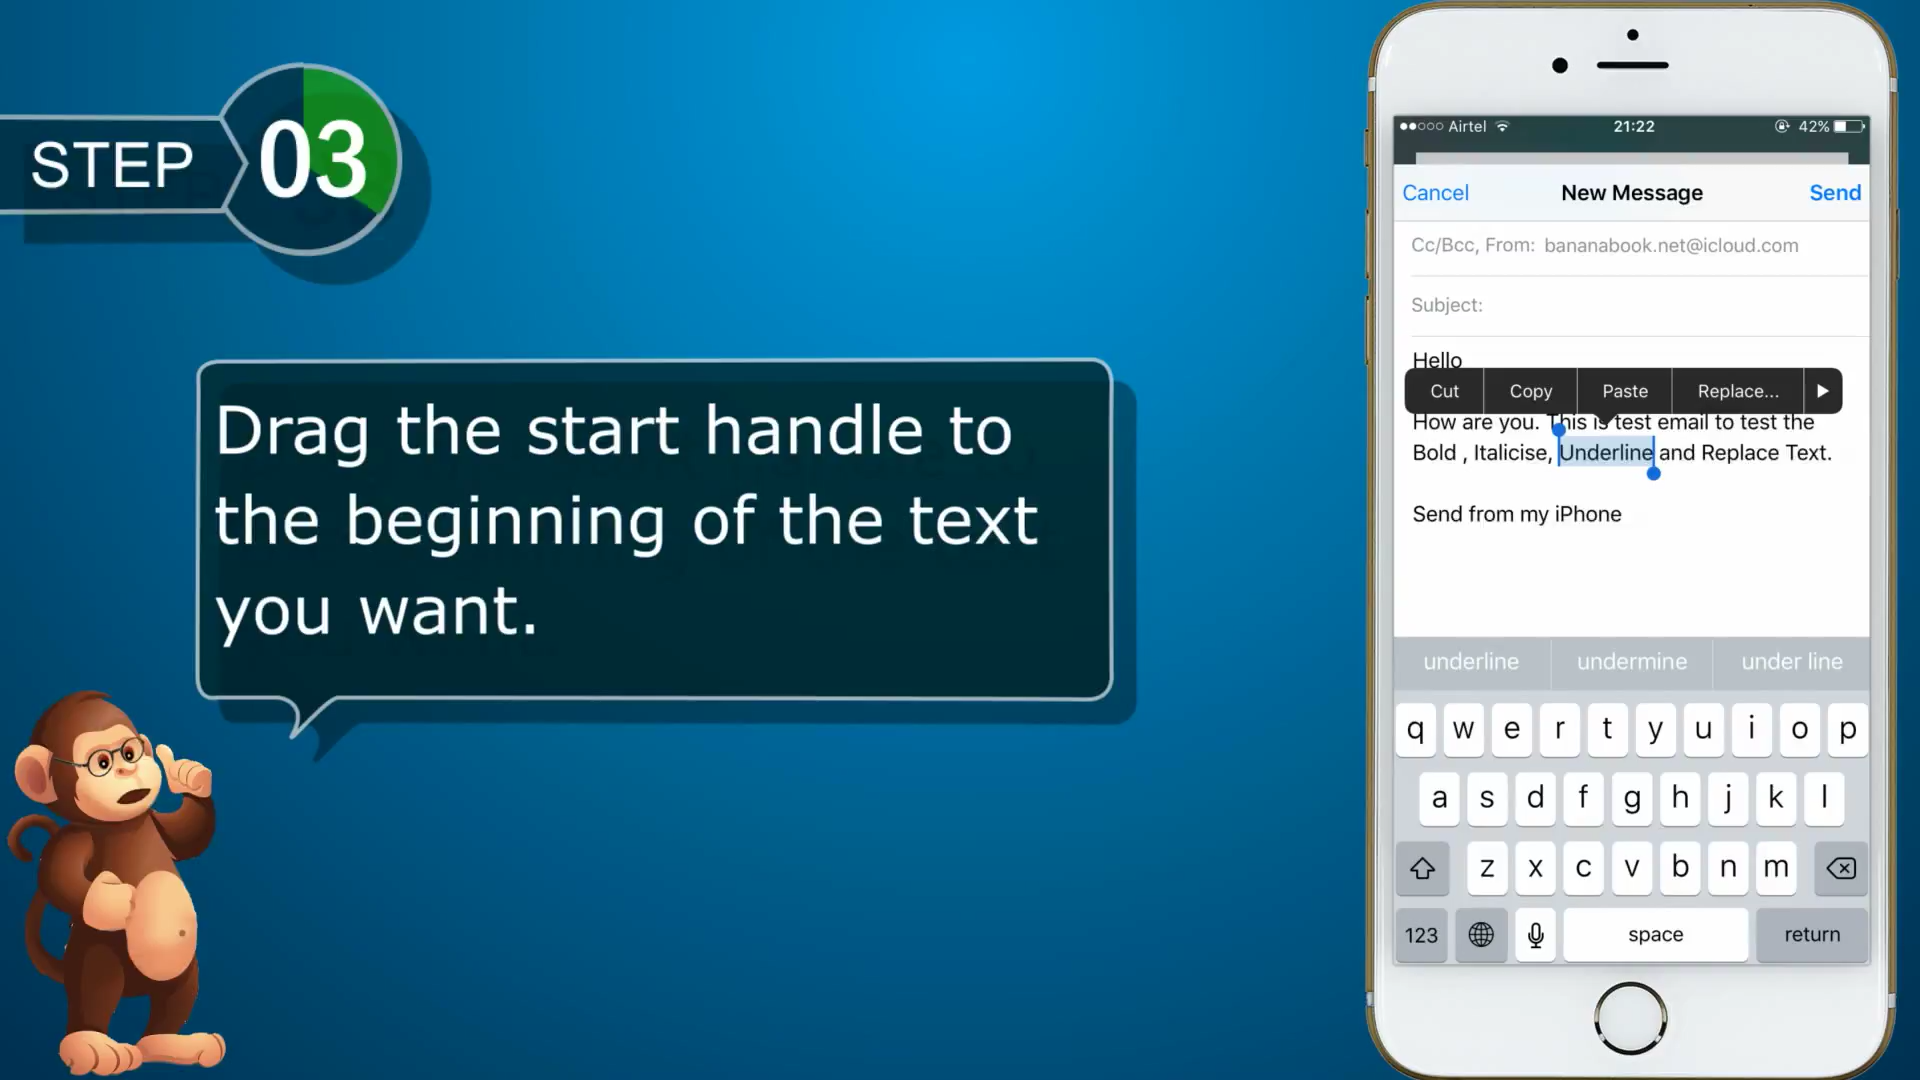 STEP 03
Drag the start handle to
the beginning of the text
you want.
Airtel 21:22 42%
Cancel New Message Send
Cc/Bcc, From: bananabook.net@icloud.com
Subject:
Hello
Cut Copy Paste Replace...
How are you. This is test email to test the
Bold , Italicise, Underline and Replace Text.
Send from my iPhone
underline undermine under line
q w e r t y u i o p
a s d f g h j k l
z x c v b n m
123 space return